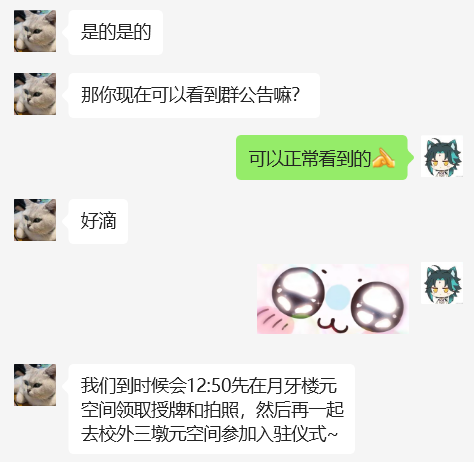 是的是的
那你现在可以看到群公告嘛?
可以正常看到的
好滴
我们到时候会12:50先在月牙楼元
空间领取授牌和拍照，然后再一起
去校外三墩元空间参加入驻仪式~